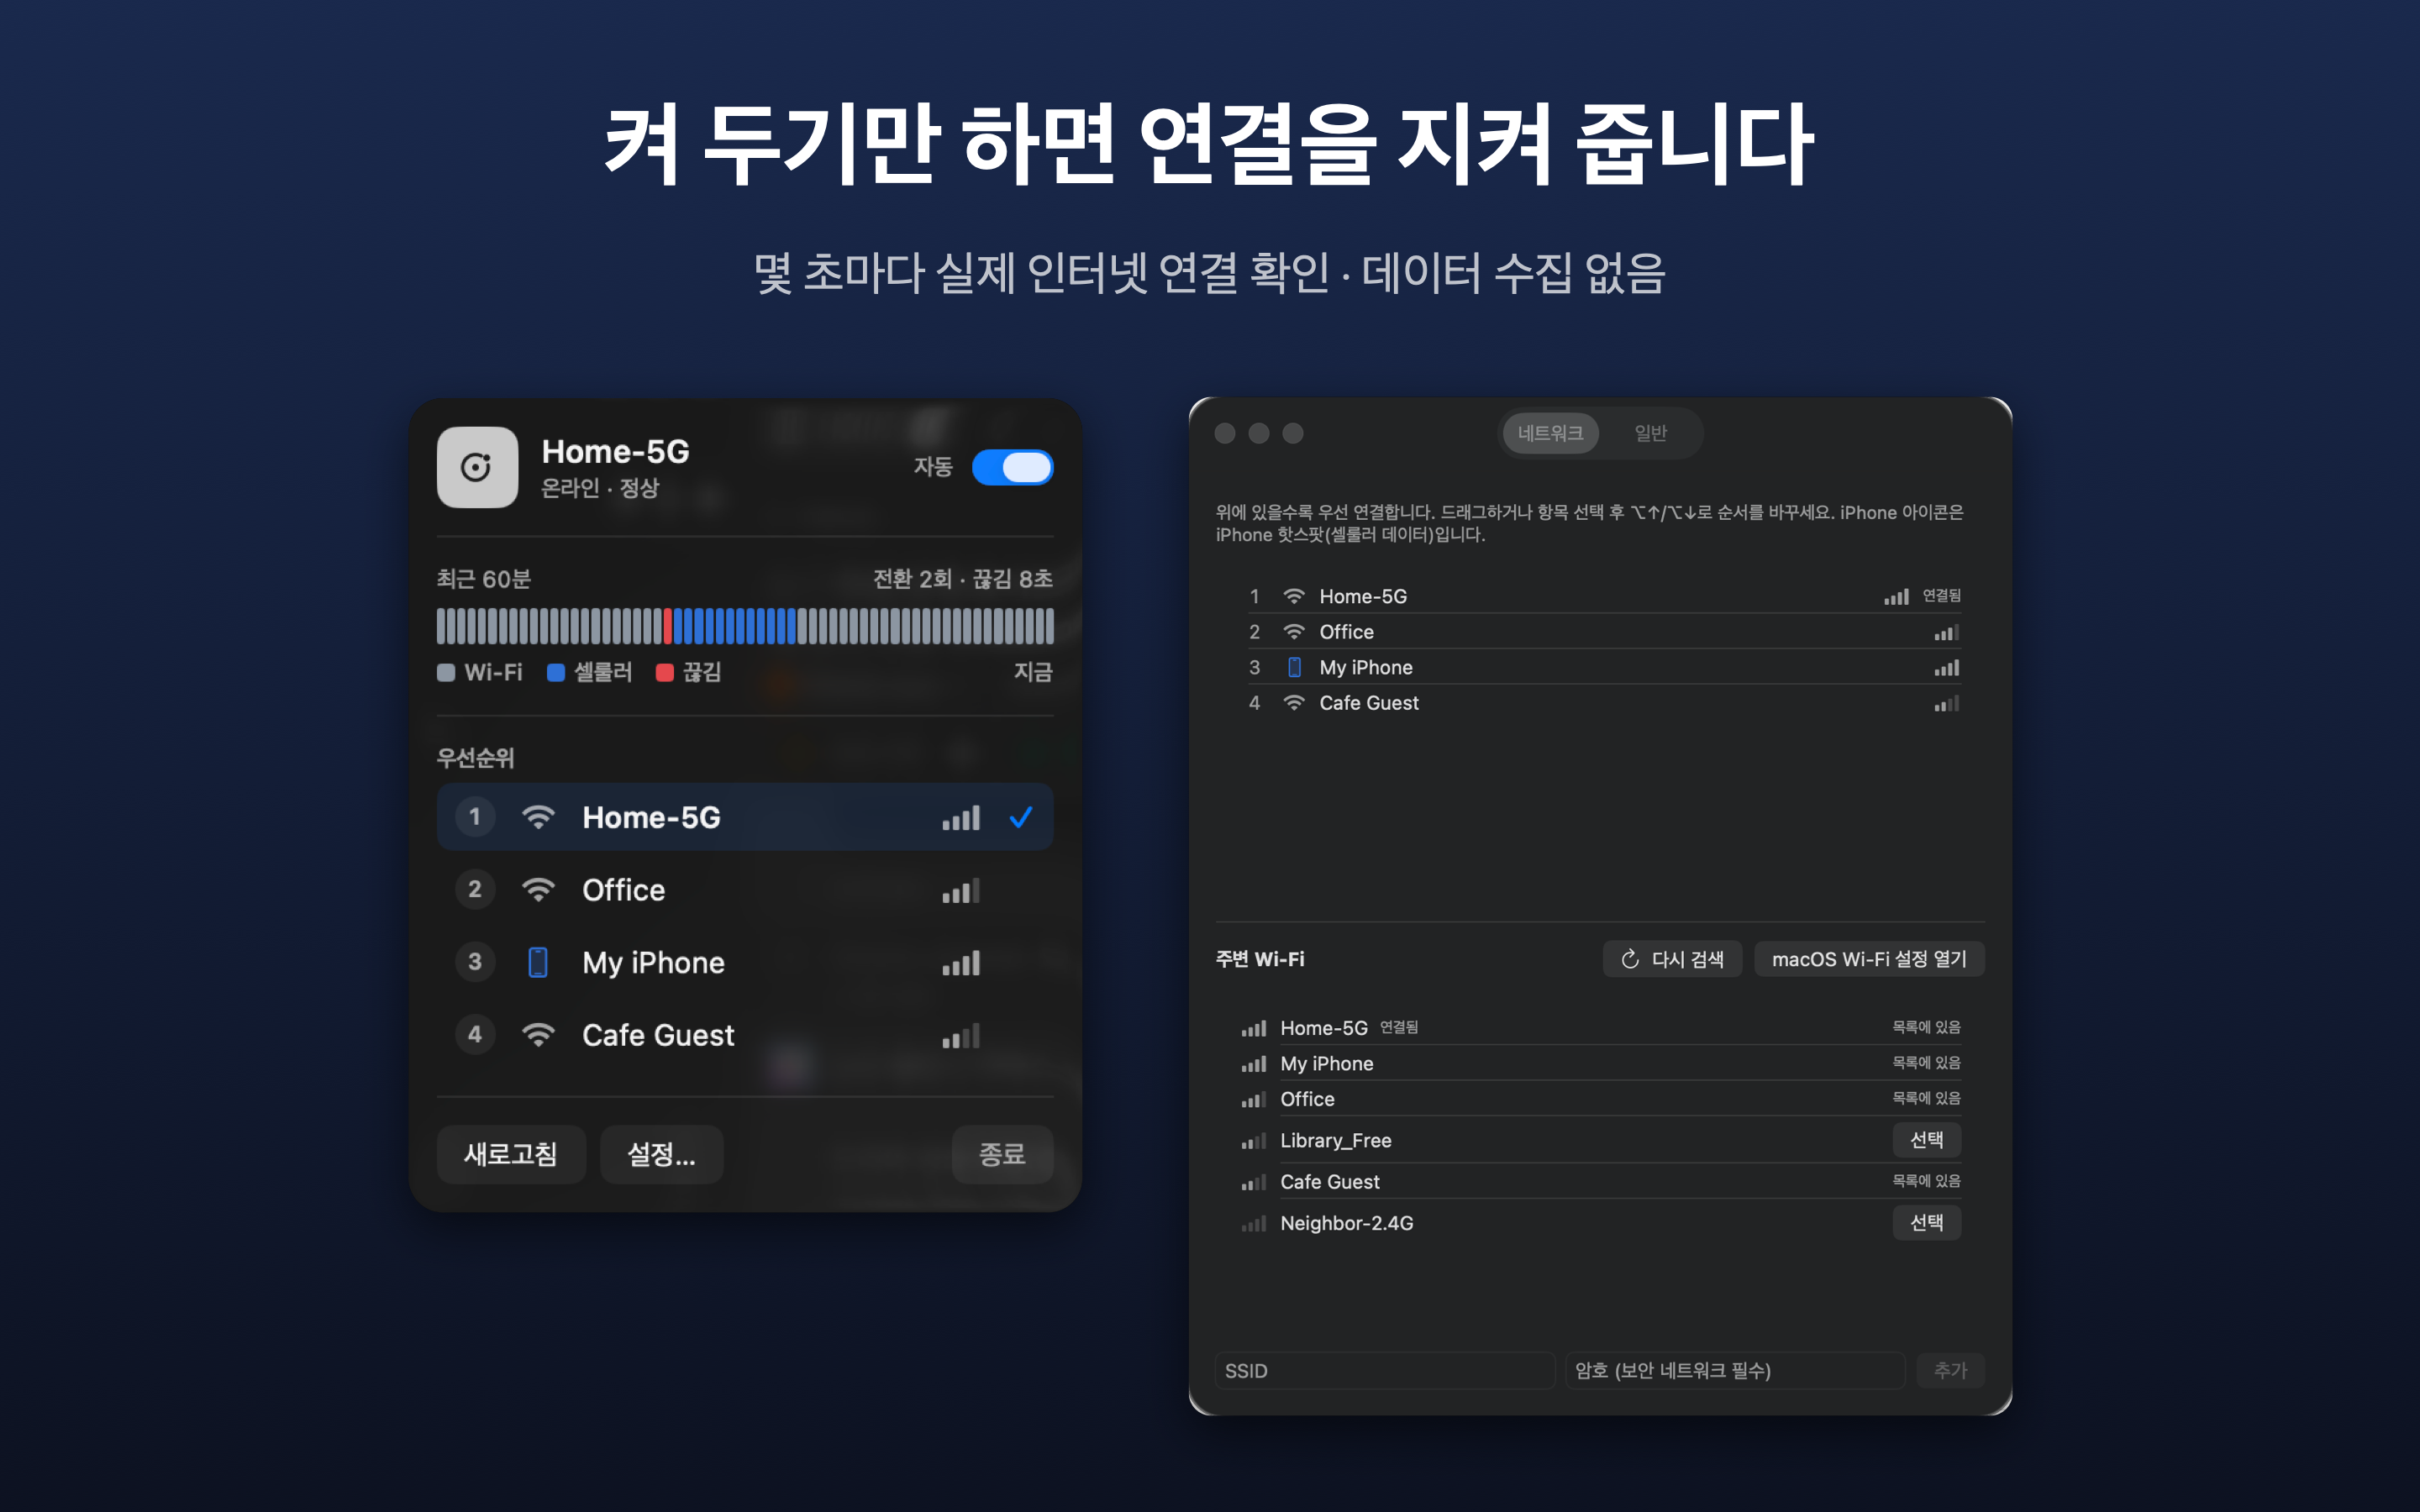 켜 두기만 하면 연결을 지켜 줍니다
몇 초마다 실제 인터넷 연결 확인 · 데이터 수집 없음
Home-5G
온라인 · 정상
자동
최근 60분
전환 2회 · 끊김 8초
Wi-Fi 셀룰러 끊김
지금
우선순위
1 Home-5G
2 Office
3 My iPhone
4 Cafe Guest
새로고침 설정... 종료
네트워크 일반
위에 있을수록 우선 연결합니다. 드래그하거나 항목 선택 후 ⌥↑/⌥↓로 순서를 바꾸세요. iPhone 아이콘은
iPhone 핫스팟(셀룰러 데이터)입니다.
1 Home-5G 연결됨
2 Office
3 My iPhone
4 Cafe Guest
주변 Wi-Fi 다시 검색 macOS Wi-Fi 설정 열기
Home-5G 연결됨 목록에 있음
My iPhone 목록에 있음
Office 목록에 있음
Library_Free 선택
Cafe Guest 목록에 있음
Neighbor-2.4G 선택
SSID 암호 (보안 네트워크 필수) 추가